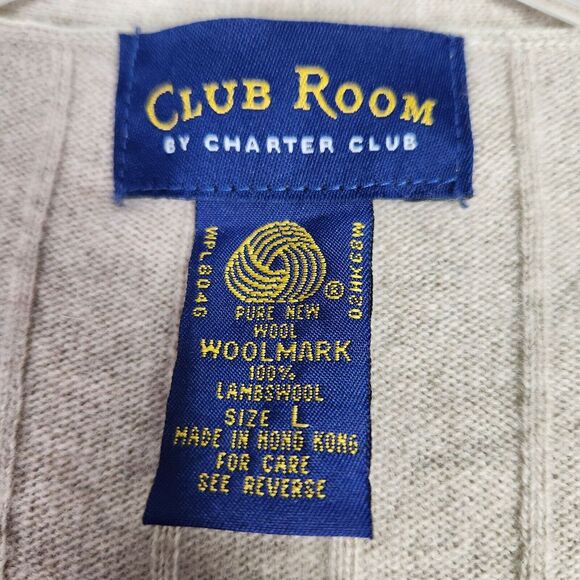 CLUB ROOM
BY CHARTER CLUB
WPL8046
02HK68W
®
PURE NEW
WOOL
WOOLMARK
100%
LAMBSWOOL
SIZE L
MADE IN HONG KONG
FOR CARE
SEE REVERSE